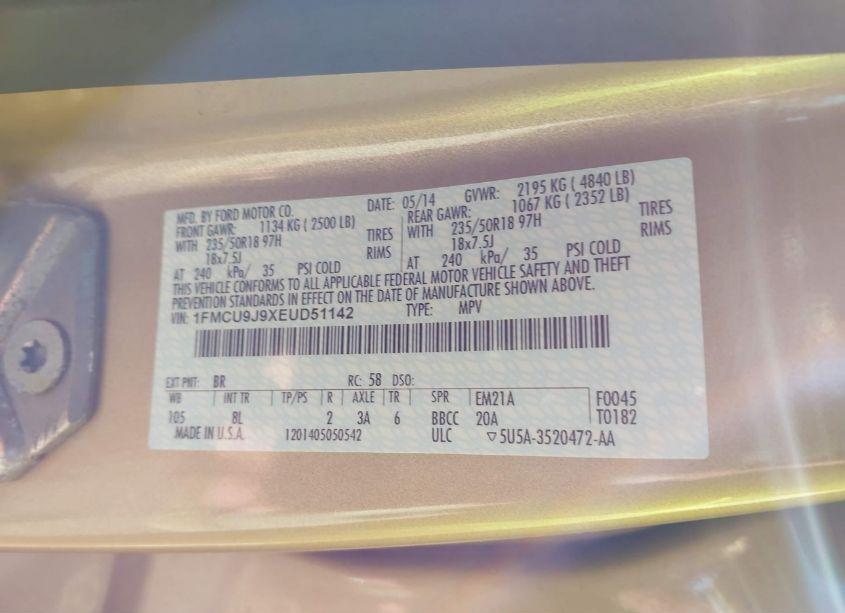 MFD. BY FORD MOTOR CO. DATE: 05/14 GVWR: 2195 KG ( 4840 LB)
FRONT GAWR: 1134 KG ( 2500 LB) REAR GAWR: 1067 KG ( 2352 LB)
WITH 235/50R18 97H TIRES WITH 235/50R18 97H TIRES
18x7.5J RIMS 18x7.5J RIMS
AT 240 kPa/ 35 PSI COLD AT 240 kPa/ 35 PSI COLD
THIS VEHICLE CONFORMS TO ALL APPLICABLE FEDERAL MOTOR VEHICLE SAFETY AND THEFT
PREVENTION STANDARDS IN EFFECT ON THE DATE OF MANUFACTURE SHOWN ABOVE.
VIN: 1FMCU9J9XEUD51142 TYPE: MPV
EXT PNT: BR RC: 58 DSO:
WB INT TR TP/PS R AXLE TR SPR EM21A F0045
105 8L 2 3A 6 BBCC 20A T0182
MADE IN U.S.A. 1201405050542 ULC ▽5U5A-3520472-AA